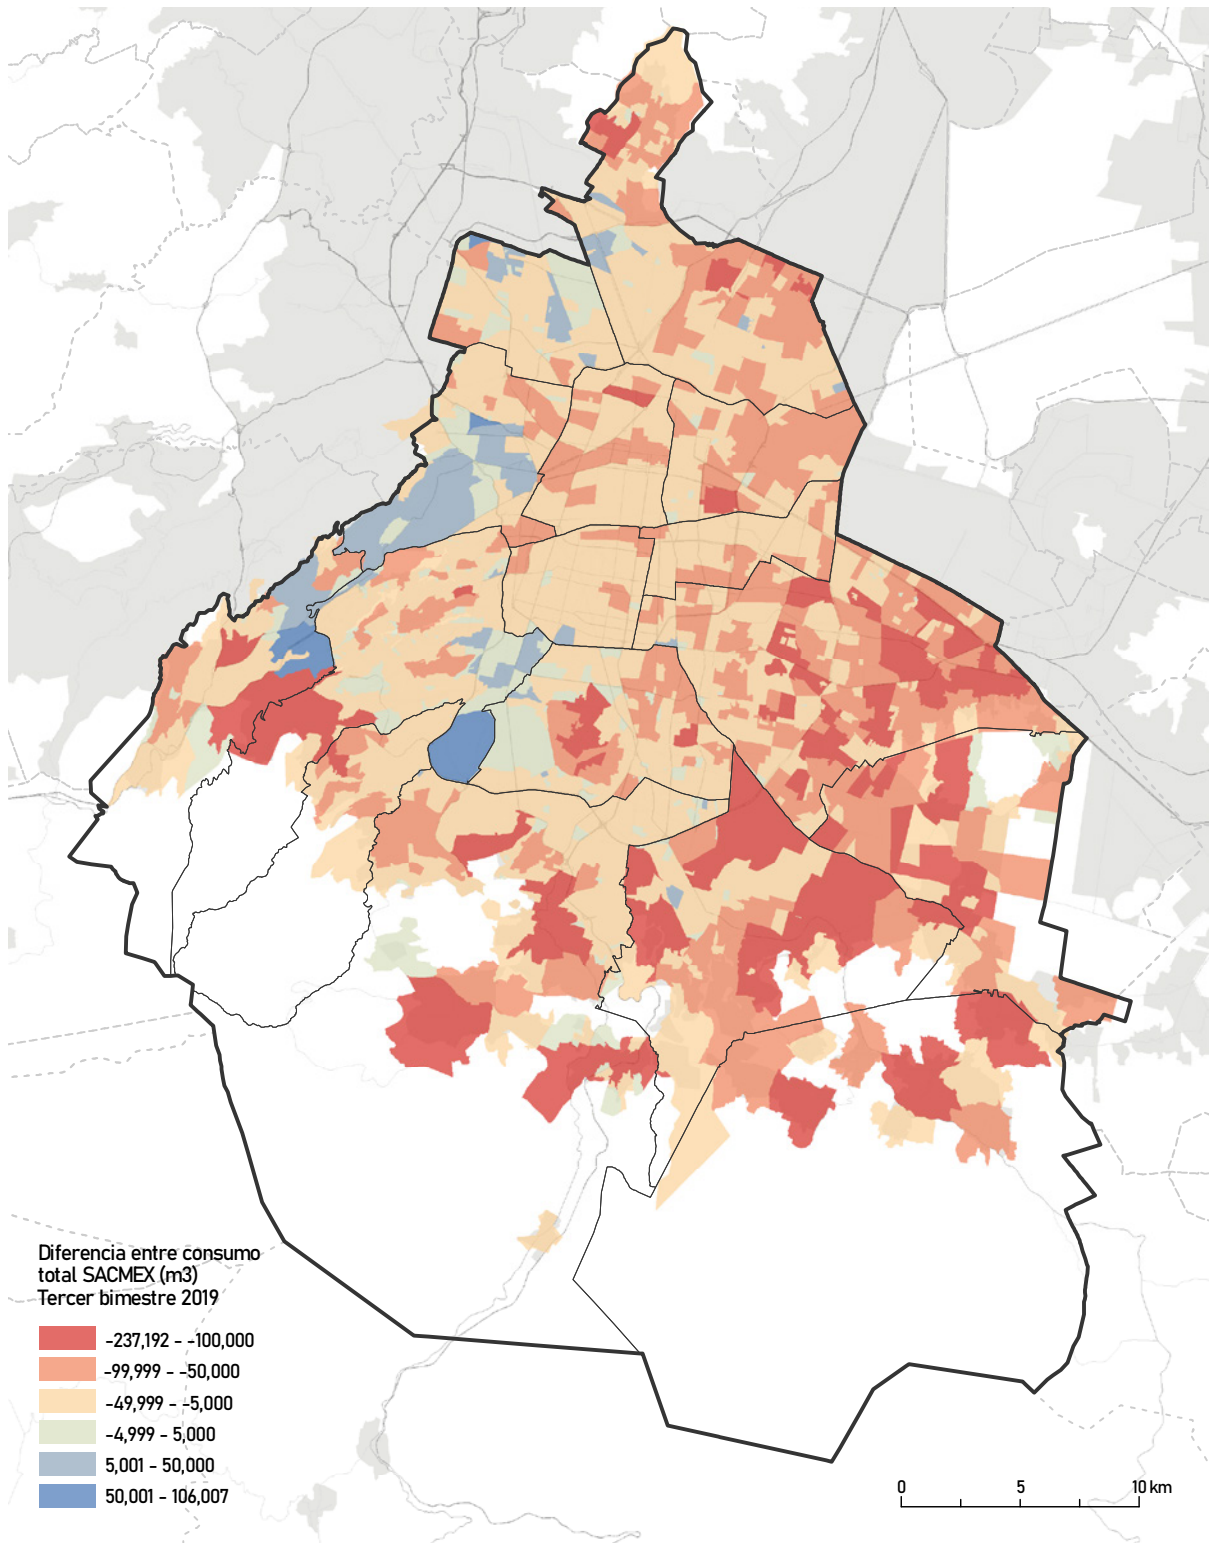 Diferencia entre consumo
total SACMEX (m3)
Tercer bimestre 2019
-237,192 - -100,000
-99,999 - -50,000
-49,999 - -5,000
-4,999 - 5,000
5,001 - 50,000
50,001 - 106,007
0 5 10 km